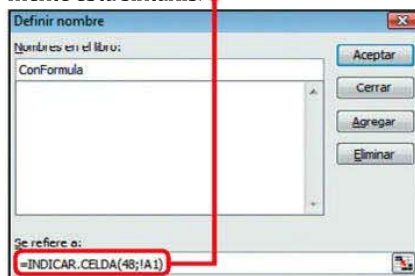 Definir nombre
Nombres en el libro:
ConFormula
Aceptar
Cerrar
Agregar
Eliminar
Se refiere a:
=INDICAR.CELDA(48;!A1)